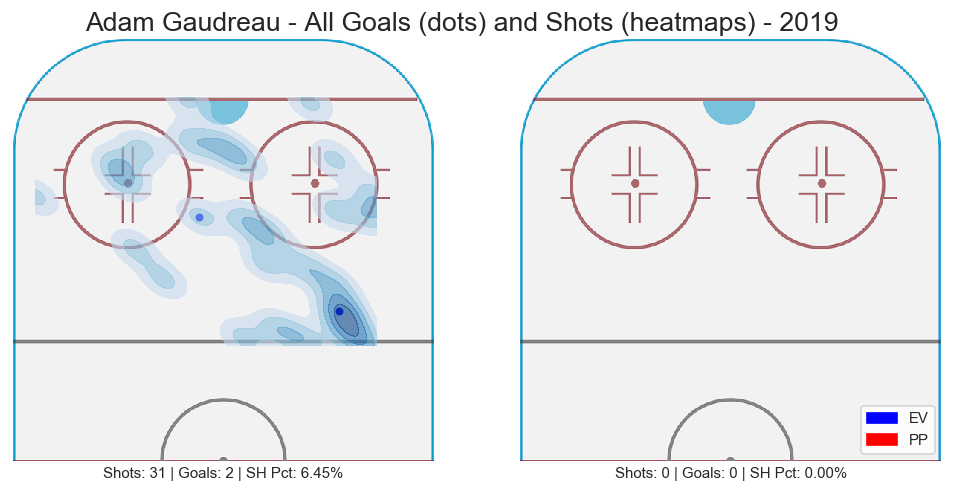 Adam Gaudreau - All Goals (dots) and Shots (heatmaps) - 2019
EV
PP
Shots: 31 | Goals: 2 | SH Pct: 6.45%
Shots: 0 | Goals: 0 | SH Pct: 0.00%